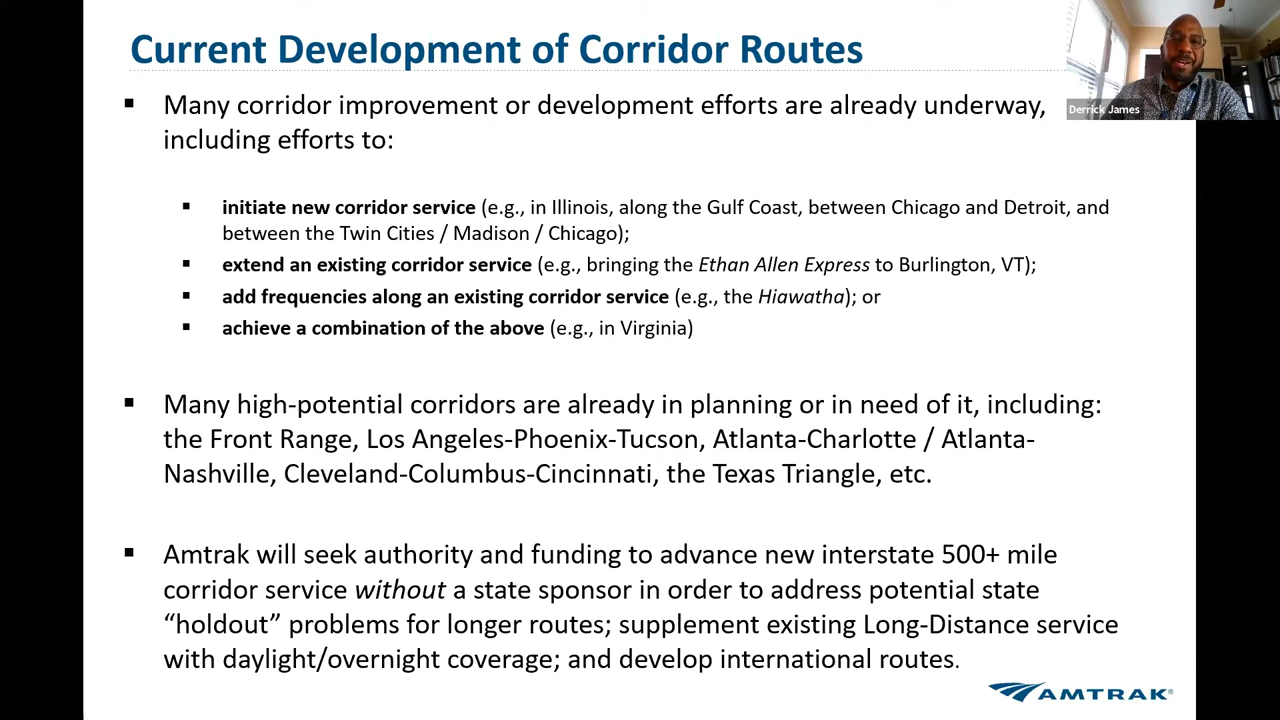 Current Development of Corridor Routes
Derrick James
▪ Many corridor improvement or development efforts are already underway,
including efforts to:
▪ initiate new corridor service (e.g., in Illinois, along the Gulf Coast, between Chicago and Detroit, and
between the Twin Cities / Madison / Chicago);
▪ extend an existing corridor service (e.g., bringing the Ethan Allen Express to Burlington, VT);
▪ add frequencies along an existing corridor service (e.g., the Hiawatha); or
▪ achieve a combination of the above (e.g., in Virginia)
▪ Many high-potential corridors are already in planning or in need of it, including:
the Front Range, Los Angeles-Phoenix-Tucson, Atlanta-Charlotte / Atlanta-
Nashville, Cleveland-Columbus-Cincinnati, the Texas Triangle, etc.
▪ Amtrak will seek authority and funding to advance new interstate 500+ mile
corridor service without a state sponsor in order to address potential state
“holdout” problems for longer routes; supplement existing Long-Distance service
with daylight/overnight coverage; and develop international routes.
AMTRAK®